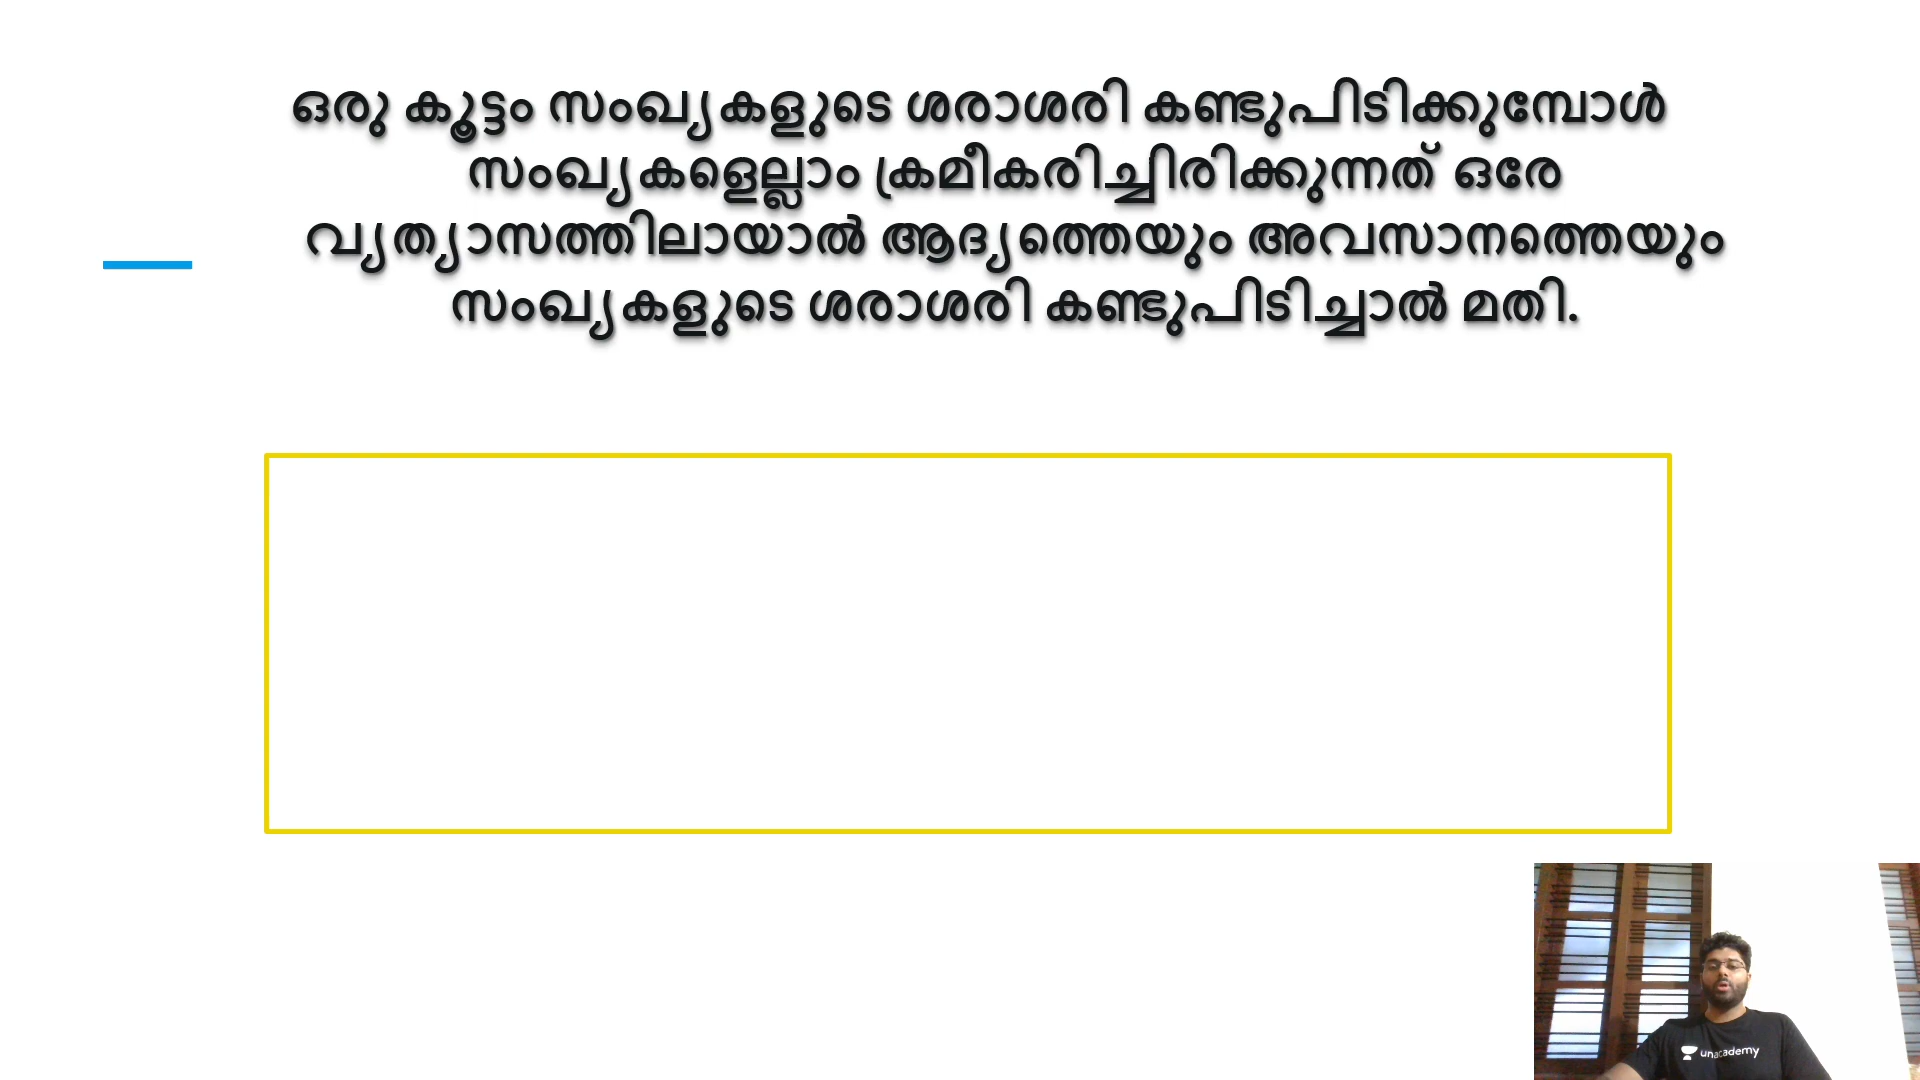 ഒരു കൂട്ടം സംഖ്യകളുടെ ശരാശരി കണ്ടുപിടിക്കുമ്പോൾ
സംഖ്യകളെല്ലാം ക്രമീകരിച്ചിരിക്കുന്നത് ഒരേ
വ്യത്യാസത്തിലായാൽ ആദ്യത്തെയും അവസാനത്തെയും
സംഖ്യകളുടെ ശരാശരി കണ്ടുപിടിച്ചാൽ മതി.
unacademy